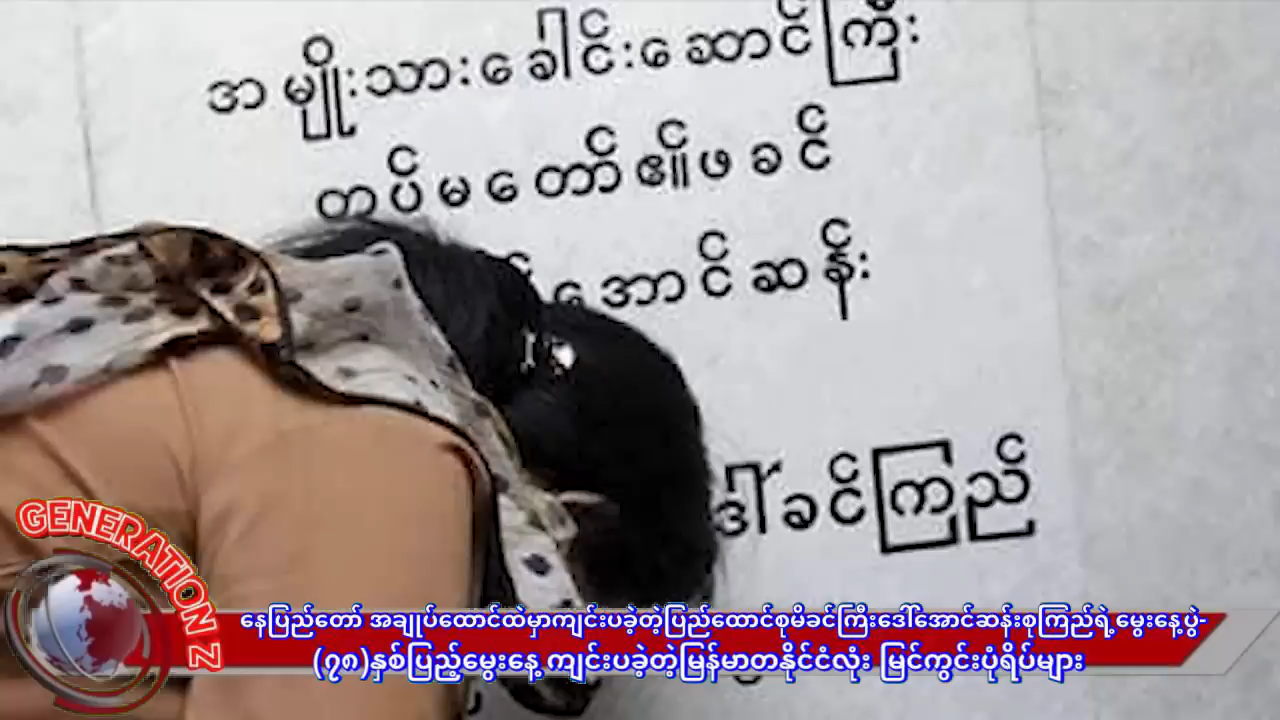 အမျိုးသားခေါင်းဆောင်ကြီး
တပ်မတော်၏ဖခင်
အောင်ဆန်း
ဒေါ်ခင်ကြည်
GENERATION Z
နေပြည်တော် အချုပ်ထောင်ထဲမှာကျင်းပခဲ့တဲ့ပြည်ထောင်စုမိခင်ကြီးဒေါ်အောင်ဆန်းစုကြည်ရဲ့မွေးနေ့ပွဲ-
(၇၈)နှစ်ပြည့်မွေးနေ့ကျင်းပခဲ့တဲ့မြန်မာတနိုင်ငံလုံး မြင်ကွင်းပုံရိပ်များ